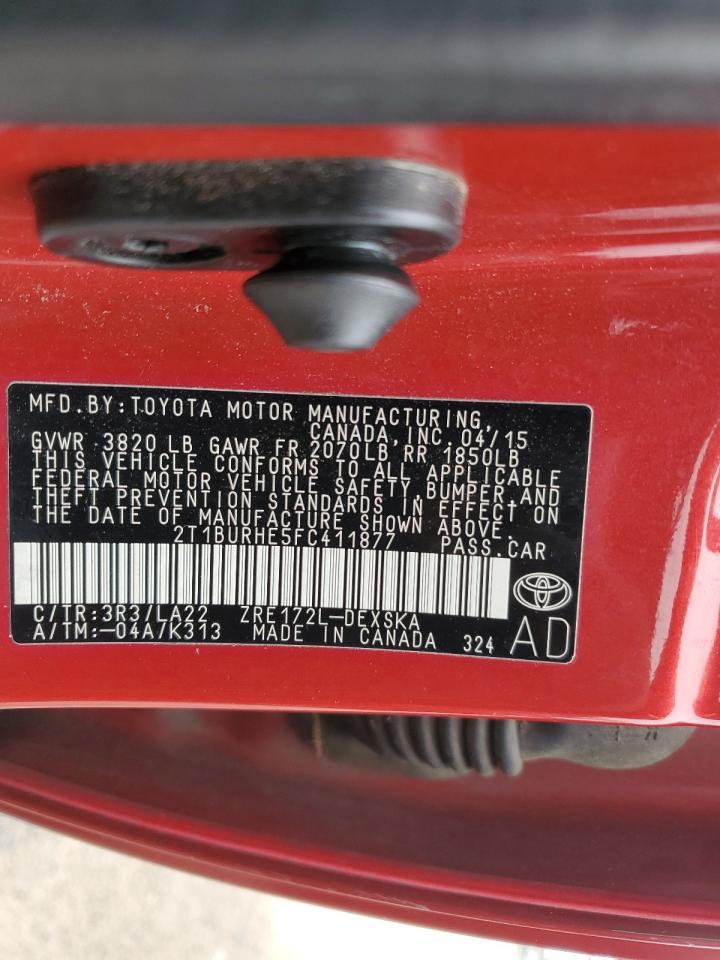 MFD.BY:TOYOTA MOTOR MANUFACTURING,
CANADA,INC.04/15
GVWR 3820 LB GAWR FR 2070LB RR 1850LB
THIS VEHICLE CONFORMS TO ALL APPLICABLE
FEDERAL MOTOR VEHICLE SAFETY,BUMPER,AND
THEFT PREVENTION STANDARDS IN EFFECT ON
THE DATE OF MANUFACTURE SHOWN ABOVE.
2T1BURHE5FC411877 PASS.CAR
C/TR:3R3/LA22 ZRE172L-DEXSKA
A/TM:-04A/K313 MADE IN CANADA 324 AD